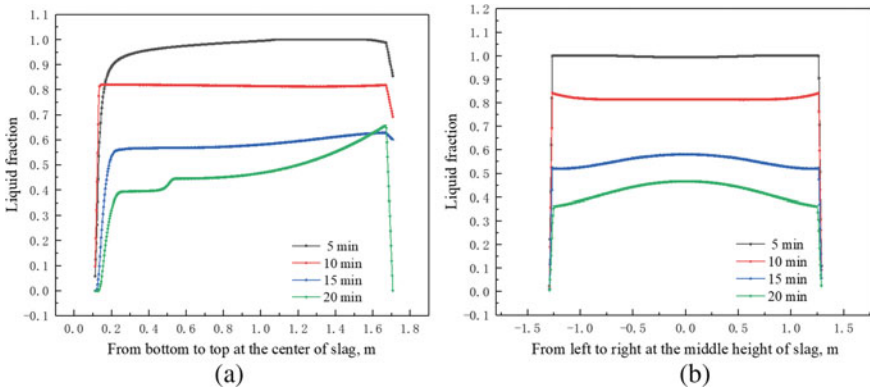 1.1
1.0
0.9
0.8
0.7
0.6
0.5
0.4
0.3
0.2
0.1
0.0
-0.1
Liquid fraction
5 min
10 min
15 min
20 min
0.0 0.2 0.4 0.6 0.8 1.0 1.2 1.4 1.6 1.8
From bottom to top at the center of slag, m
(a)
1.2
1.1
1.0
0.9
0.8
0.7
0.6
0.5
0.4
0.3
0.2
0.1
0.0
-0.1
Liquid fraction
5 min
10 min
15 min
20 min
-1.5 -1.0 -0.5 0.0 0.5 1.0 1.5
From left to right at the middle height of slag, m
(b)